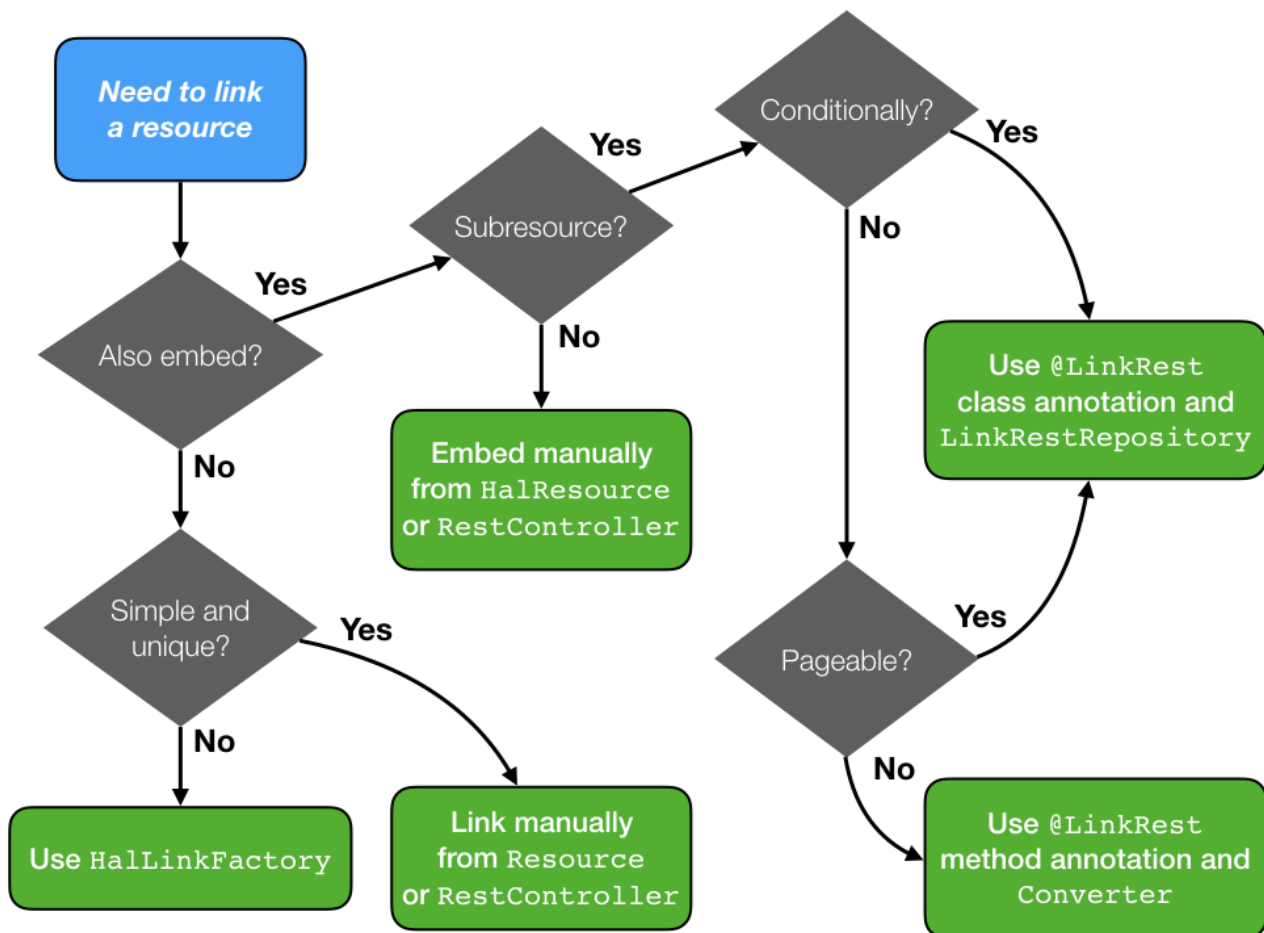 Need to link
a resource
Also embed?
Yes
No
Subresource?
Yes
No
Conditionally?
Yes
No
Embed manually
from HalResource
or RestController
Use @LinkRest
class annotation and
LinkRestRepository
Simple and
unique?
Yes
No
Pageable?
Yes
No
Use HalLinkFactory
Link manually
from Resource
or RestController
Use @LinkRest
method annotation and
Converter